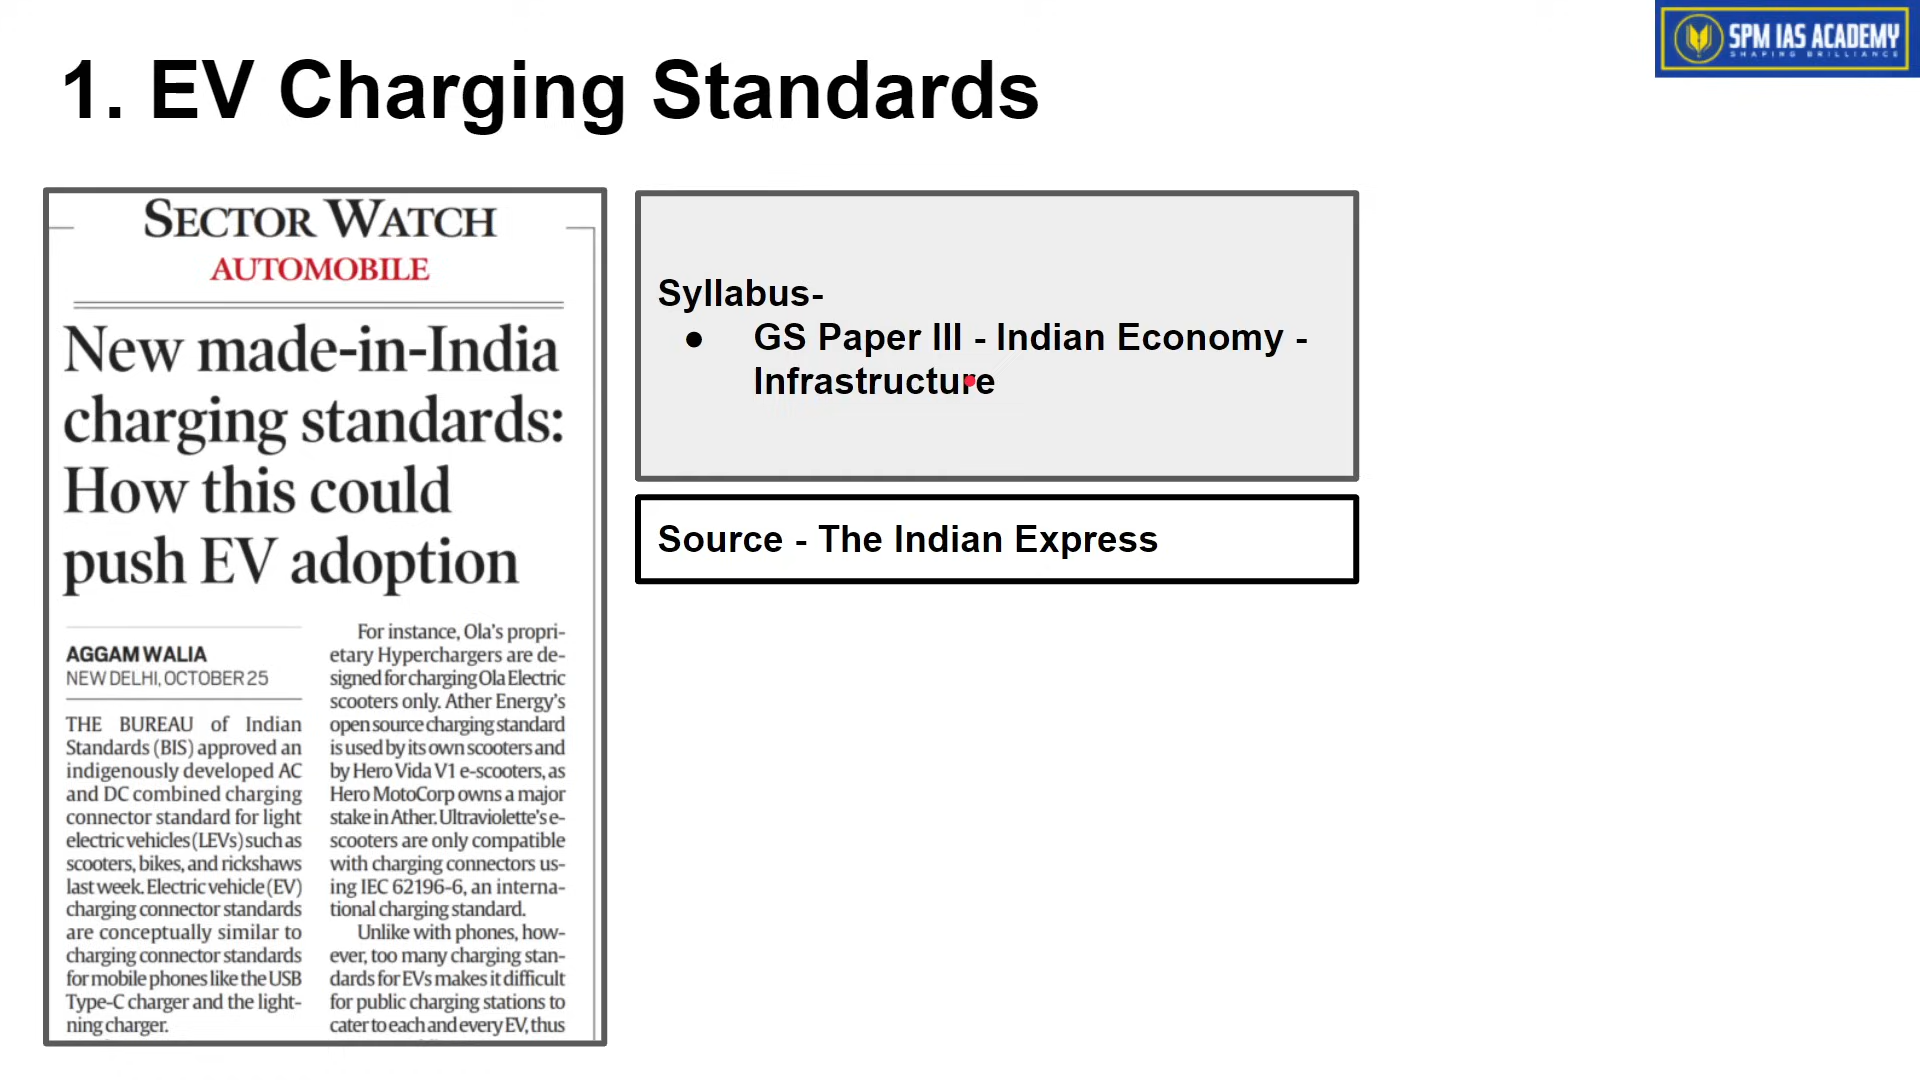 SPM IAS ACADEMY
SHAPING BRILLIANCE
1. EV Charging Standards
SECTOR WATCH
AUTOMOBILE
New made-in-India
charging standards:
How this could
push EV adoption
AGGAM WALIA
NEW DELHI, OCTOBER 25
THE BUREAU of Indian
Standards (BIS) approved an
indigenously developed AC
and DC combined charging
connector standard for light
electric vehicles (LEVs) such as
scooters, bikes, and rickshaws
last week. Electric vehicle (EV)
charging connector standards
are conceptually similar to
charging connector standards
for mobile phones like the USB
Type-C charger and the light-
ning charger.
For instance, Ola's propri-
etary Hyperchargers are de-
signed for charging Ola Electric
scooters only. Ather Energy's
open source charging standard
is used by its own scooters and
by Hero Vida V1 e-scooters, as
Hero MotoCorp owns a major
stake in Ather. Ultraviolette's e-
scooters are only compatible
with charging connectors us-
ing IEC 62196-6, an interna-
tional charging standard.
Unlike with phones, how-
ever, too many charging stan-
dards for EVs makes it difficult
for public charging stations to
cater to each and every EV, thus
Syllabus-
● GS Paper III - Indian Economy -
Infrastructure
Source - The Indian Express